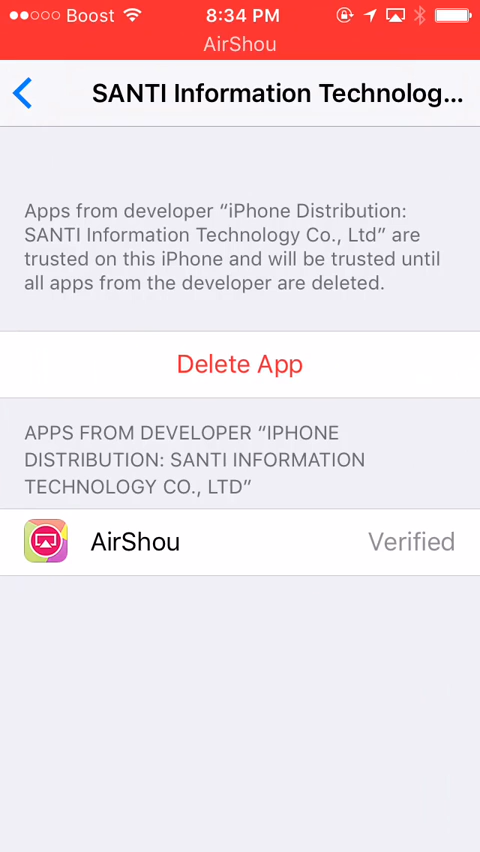 Boost 8:34 PM
AirShou
SANTI Information Technolog...
Apps from developer “iPhone Distribution:
SANTI Information Technology Co., Ltd” are
trusted on this iPhone and will be trusted until
all apps from the developer are deleted.
Delete App
APPS FROM DEVELOPER “IPHONE
DISTRIBUTION: SANTI INFORMATION
TECHNOLOGY CO., LTD”
AirShou Verified